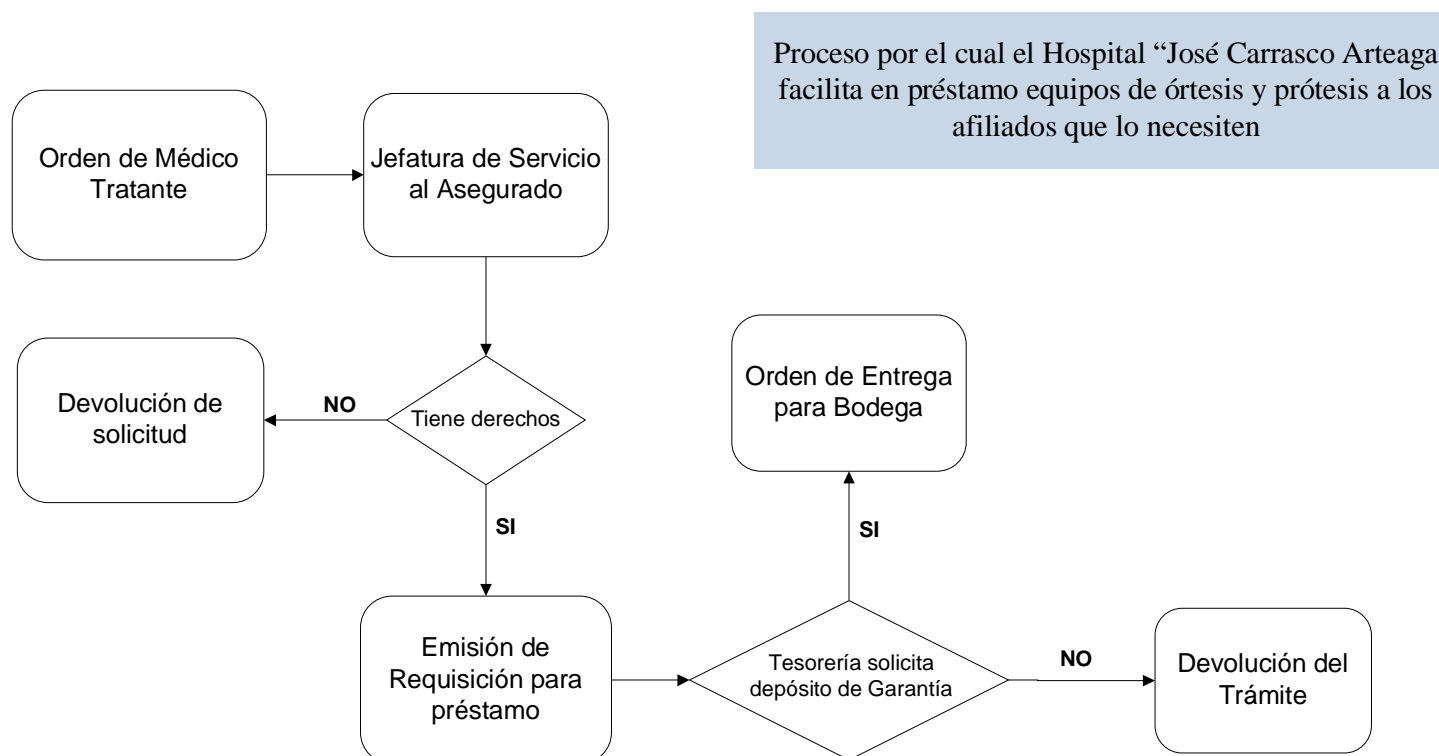 Proceso por el cual el Hospital “José Carrasco Arteaga
facilita en préstamo equipos de órtesis y prótesis a los
afiliados que lo necesiten
Orden de Médico
Tratante
Jefatura de Servicio
al Asegurado
Devolución de
solicitud
NO
Tiene derechos
Orden de Entrega
para Bodega
SI
SI
Emisión de
Requisición para
préstamo
Tesorería solicita
depósito de Garantía
NO
Devolución del
Trámite